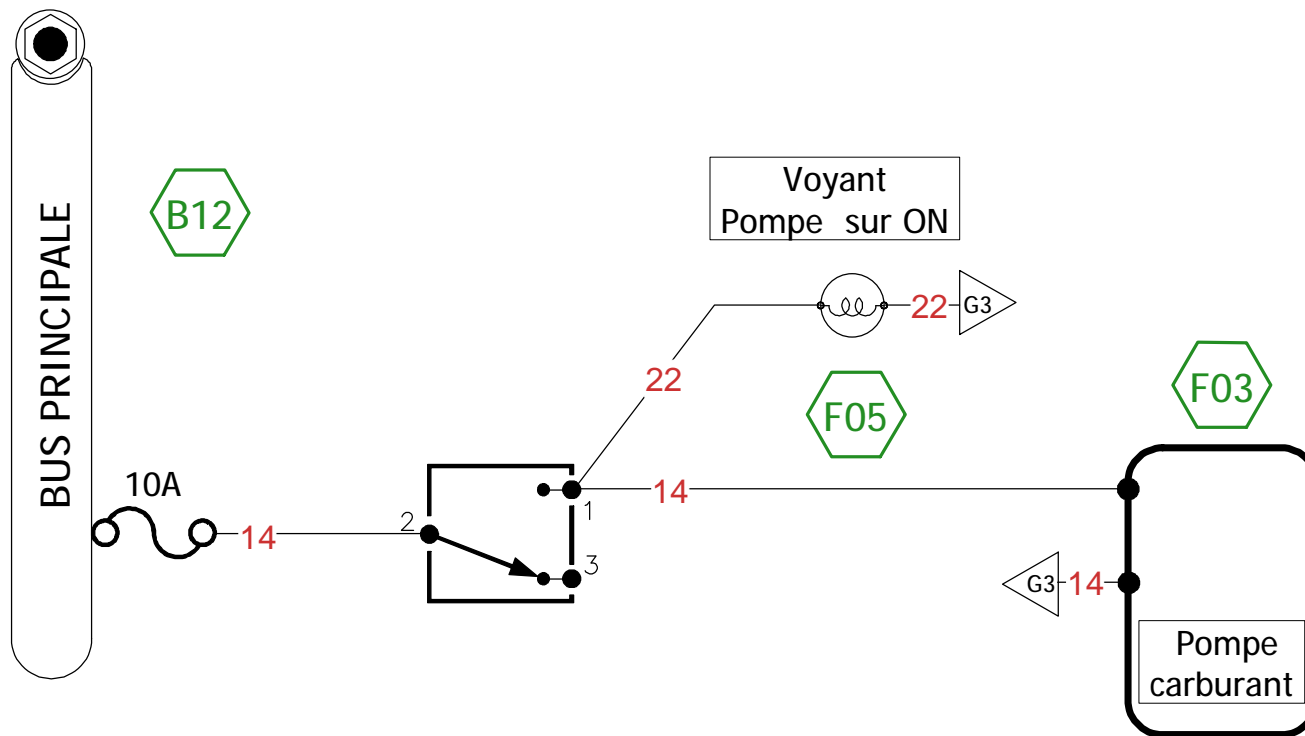 BUS PRINCIPALE
B12
Voyant
Pompe sur ON
22
G3
22
F05
F03
10A
14
2
1
3
14
G3
14
Pompe
carburant